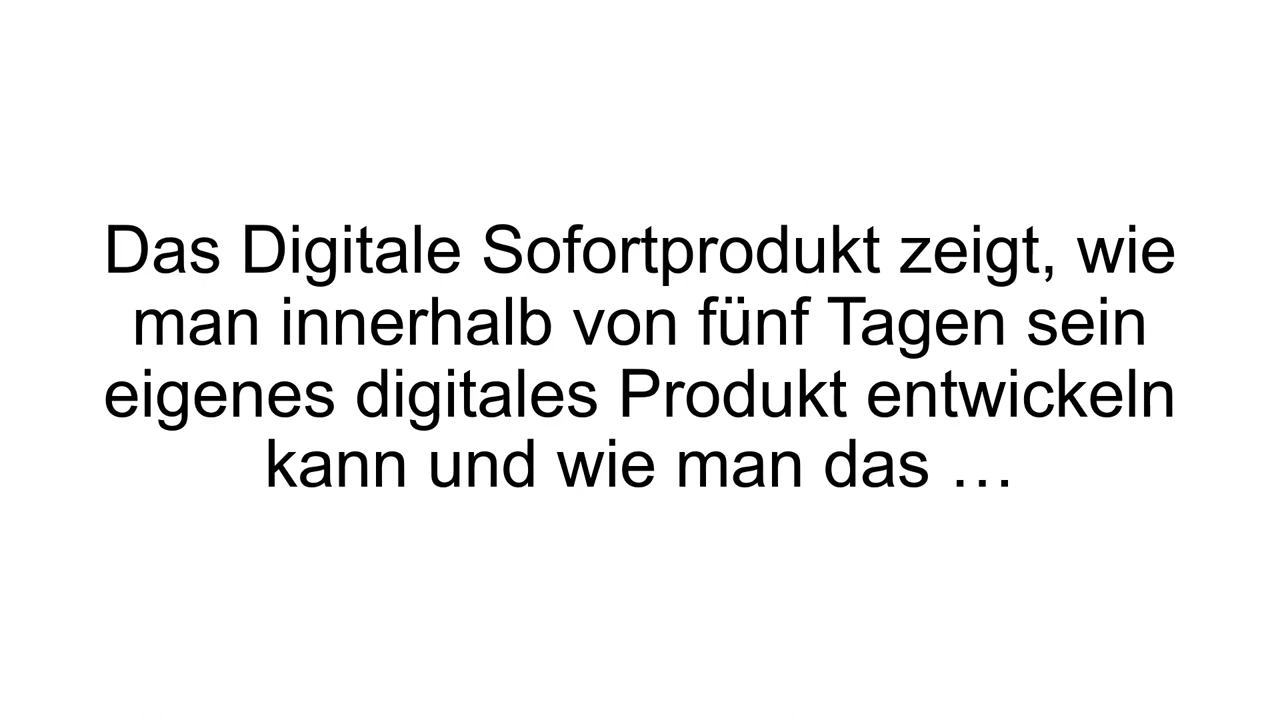 Das Digitale Sofortprodukt zeigt, wie
man innerhalb von fünf Tagen sein
eigenes digitales Produkt entwickeln
kann und wie man das …